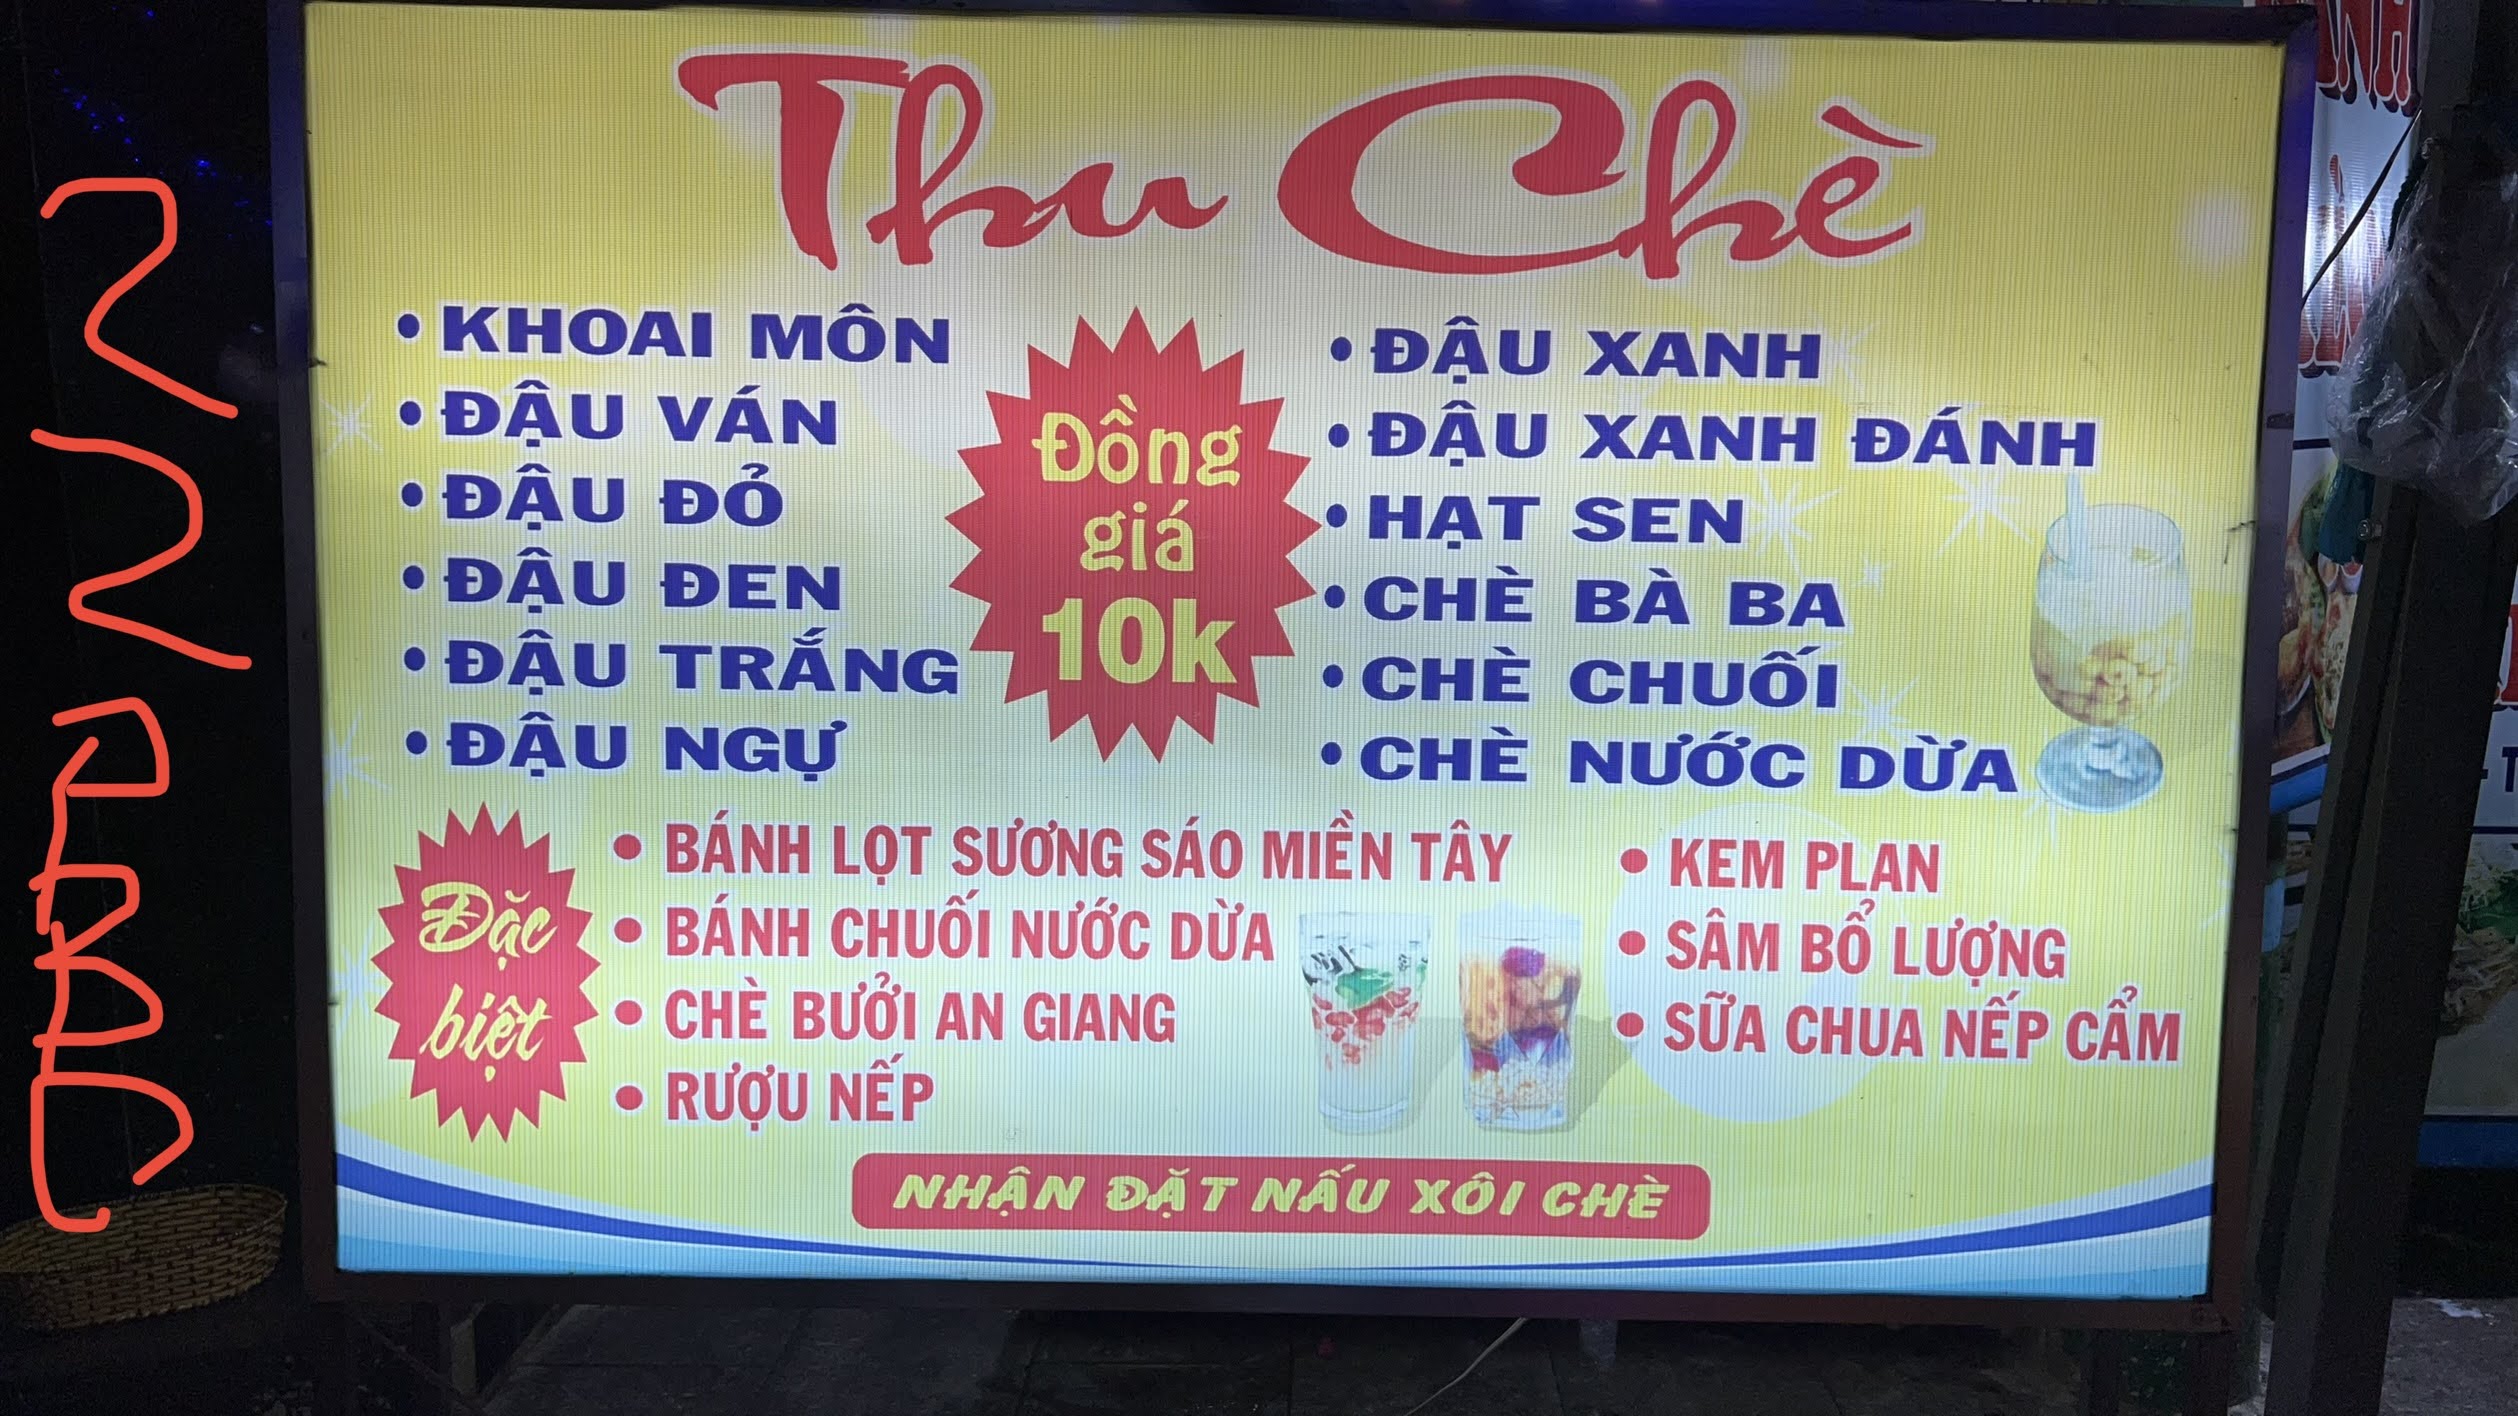 Thu Chè
• KHOAI MÔN
• ĐẬU VÁN
• ĐẬU ĐỎ
• ĐẬU ĐEN
• ĐẬU TRẮNG
• ĐẬU NGỰ
Đồng
giá
10k
• ĐẬU XANH
• ĐẬU XANH ĐÁNH
• HẠT SEN
• CHÈ BÀ BA
• CHÈ CHUỐI
• CHÈ NƯỚC DỪA
Đặc
biệt
• BÁNH LỌT SƯƠNG SÁO MIỀN TÂY
• BÁNH CHUỐI NƯỚC DỪA
• CHÈ BƯỞI AN GIANG
• RƯỢU NẾP
• KEM PLAN
• SÂM BỔ LƯỢNG
• SỮA CHUA NẾP CẨM
NHẬN ĐẶT NẤU XÔI CHÈ